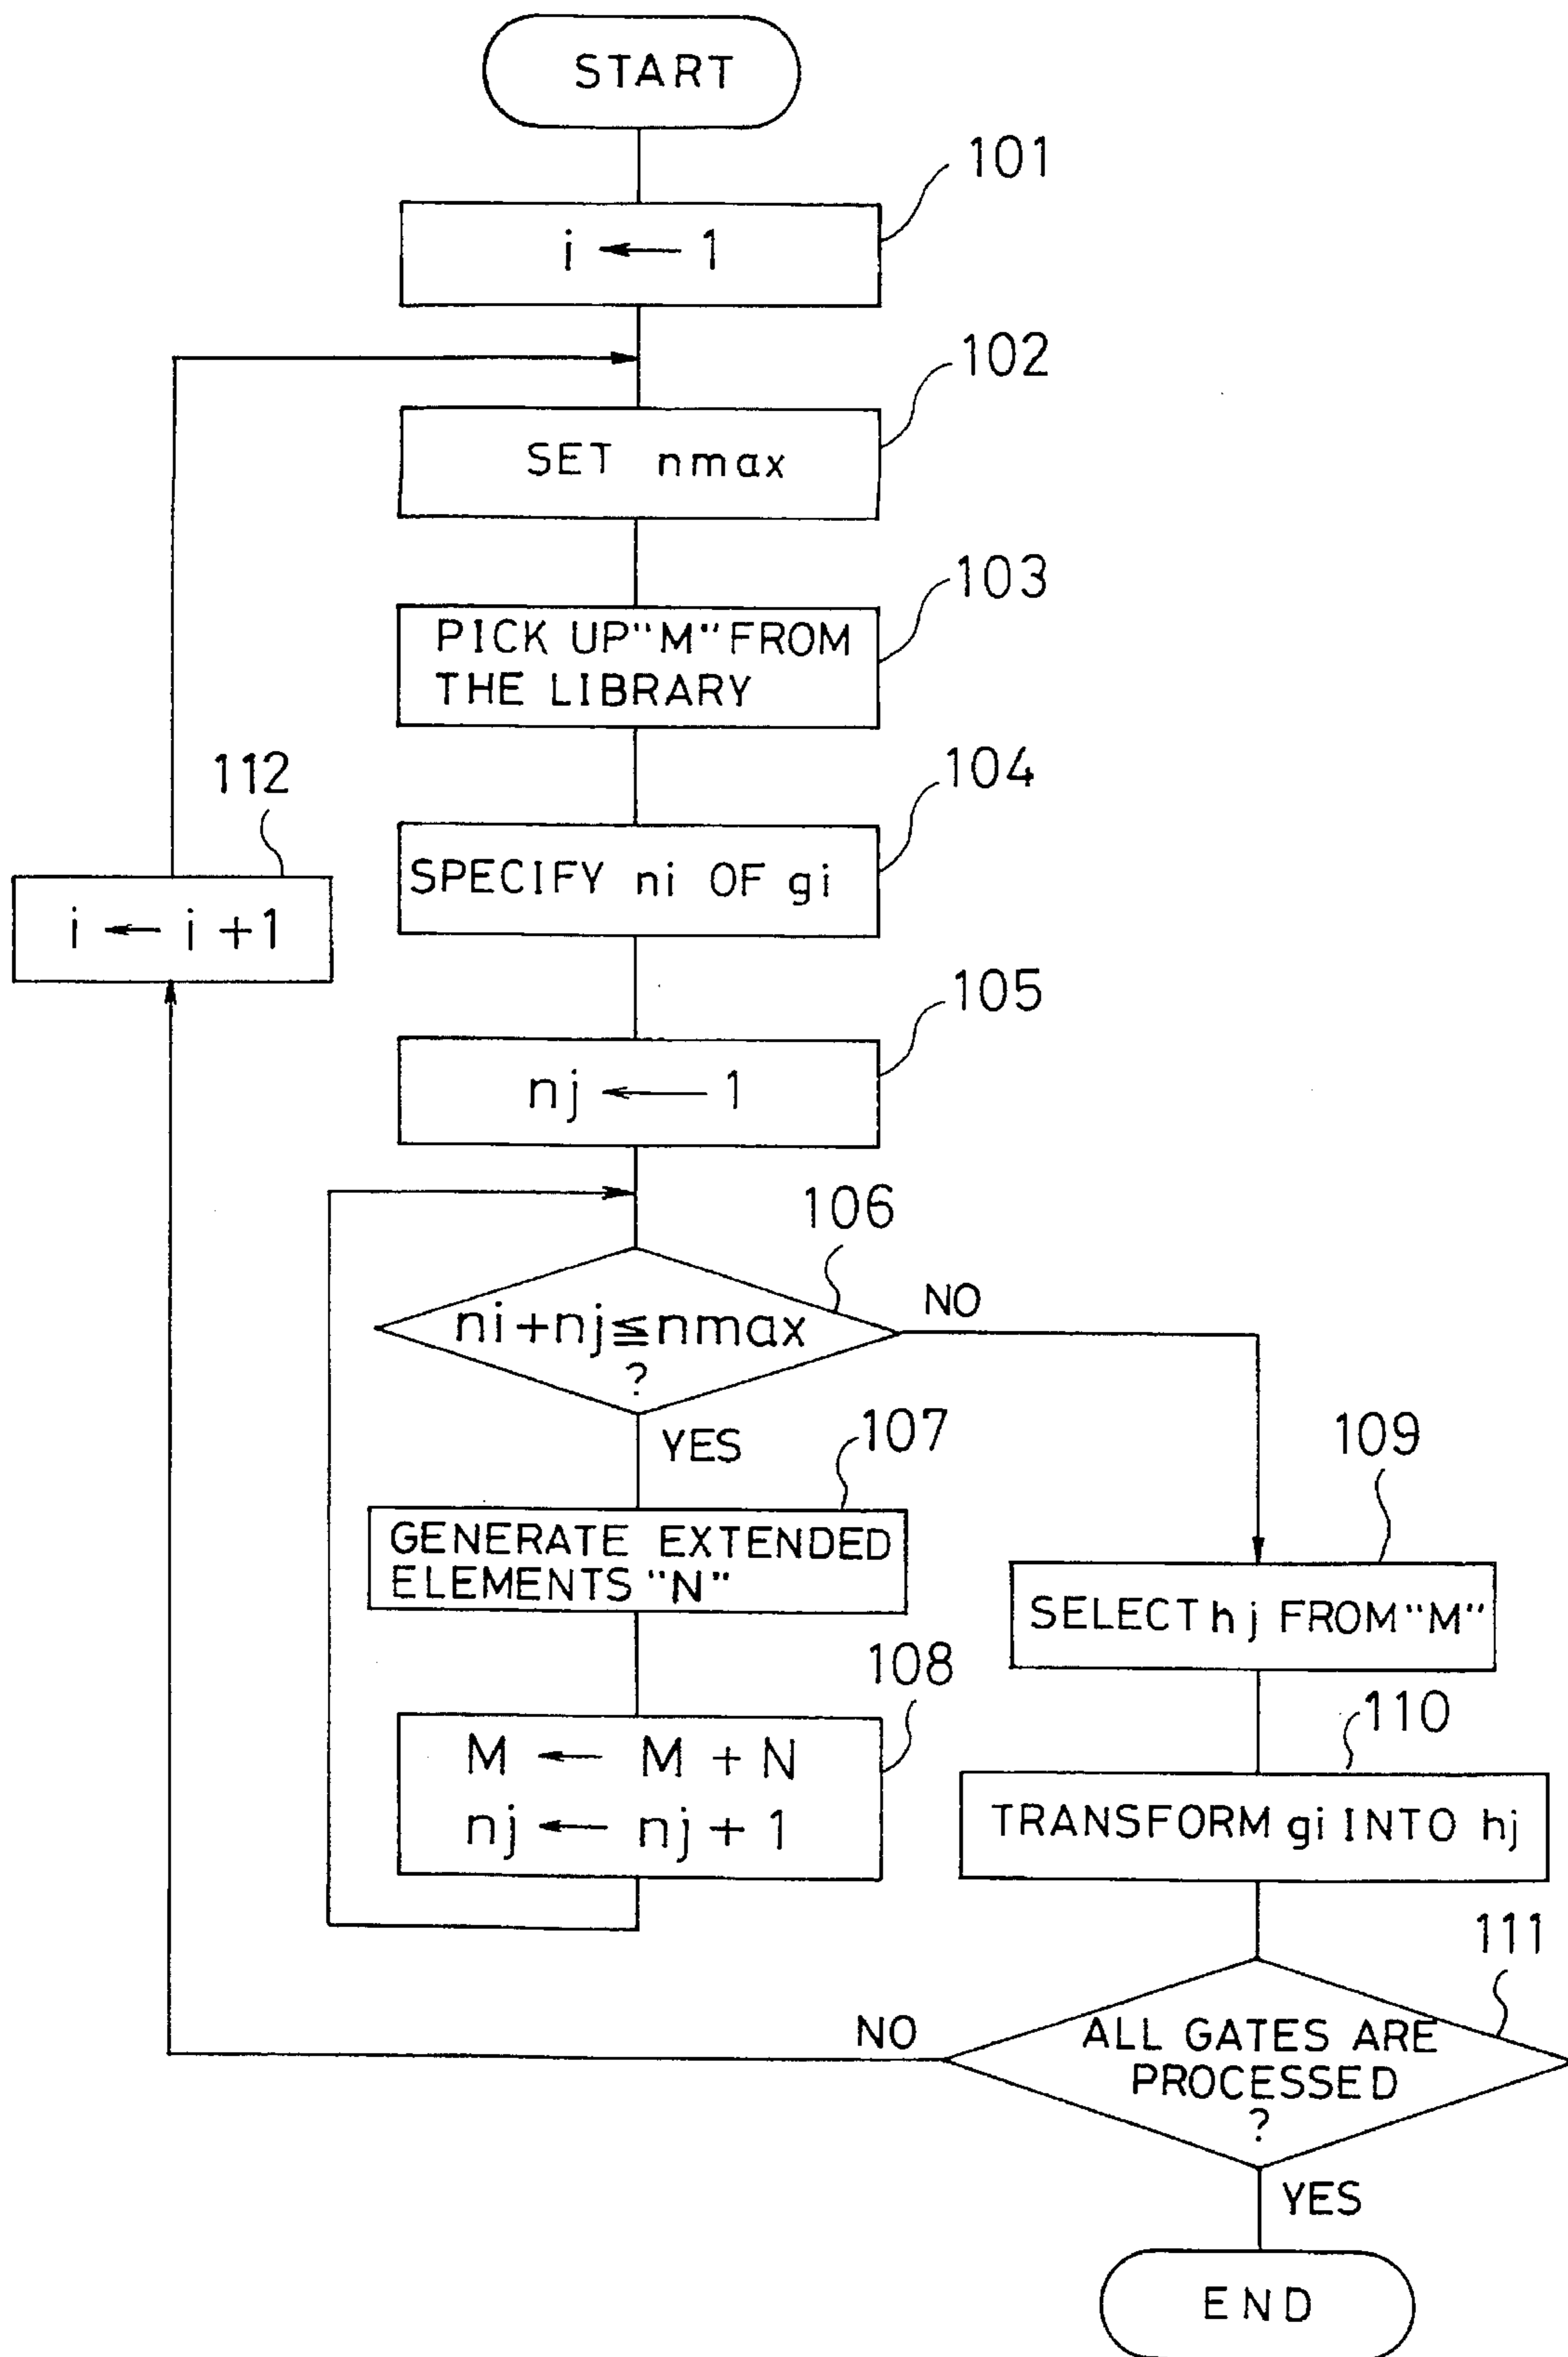 START
101
i ← 1
102
SET nmax
103
PICK UP "M" FROM
THE LIBRARY
112
104
SPECIFY ni OF gi
i ← i +1
105
nj ← 1
106
ni+nj≦nmax
?
NO
YES
107
109
GENERATE EXTENDED
ELEMENTS "N"
SELECT hj FROM "M"
108
M ← M + N
nj ← nj + 1
110
TRANSFORM gi INTO hj
111
NO
ALL GATES ARE
PROCESSED
?
YES
END